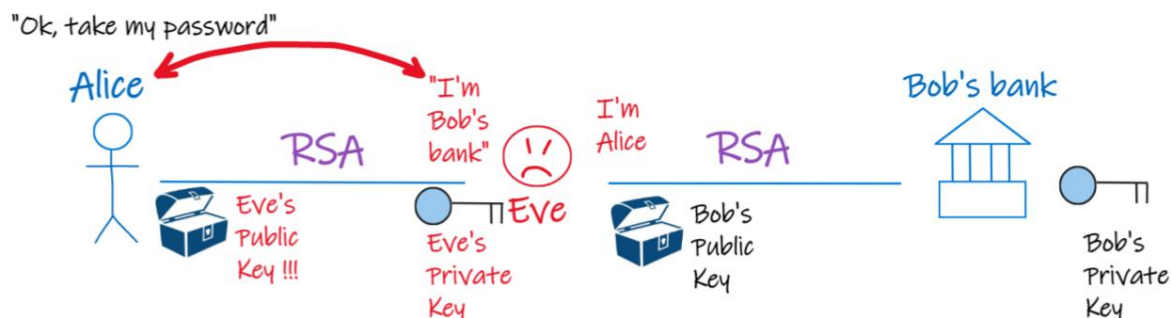 "Ok, take my password"
Alice
"I'm
Bob's
bank"
I'm
Alice
Bob's bank
RSA
RSA
Eve's
Public
Key !!!
Eve
Eve's
Private
Key
Bob's
Public
Key
Bob's
Private
Key